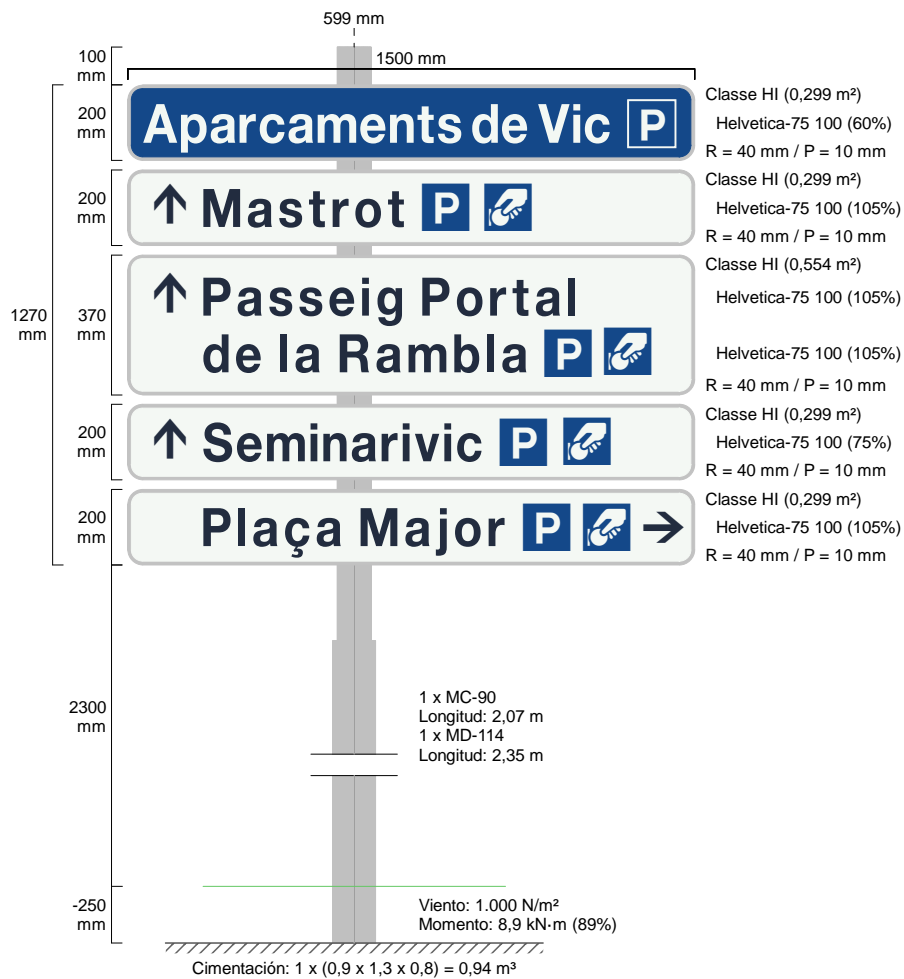 599 mm
100 mm
1500 mm
1270 mm
200 mm
Aparcaments de Vic P
Classe HI (0,299 m²)
Helvetica-75 100 (60%)
R = 40 mm / P = 10 mm
200 mm
Mastrot P
Classe HI (0,299 m²)
Helvetica-75 100 (105%)
R = 40 mm / P = 10 mm
370 mm
Passeig Portal
de la Rambla P
Classe HI (0,554 m²)
Helvetica-75 100 (105%)
Helvetica-75 100 (105%)
R = 40 mm / P = 10 mm
200 mm
Seminarivic P
Classe HI (0,299 m²)
Helvetica-75 100 (75%)
R = 40 mm / P = 10 mm
200 mm
Plaça Major P
Classe HI (0,299 m²)
Helvetica-75 100 (105%)
R = 40 mm / P = 10 mm
2300 mm
1 x MC-90
Longitud: 2,07 m
1 x MD-114
Longitud: 2,35 m
-250 mm
Viento: 1.000 N/m²
Momento: 8,9 kN·m (89%)
Cimentación: 1 x (0,9 x 1,3 x 0,8) = 0,94 m³